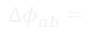 Δϕ_ab =